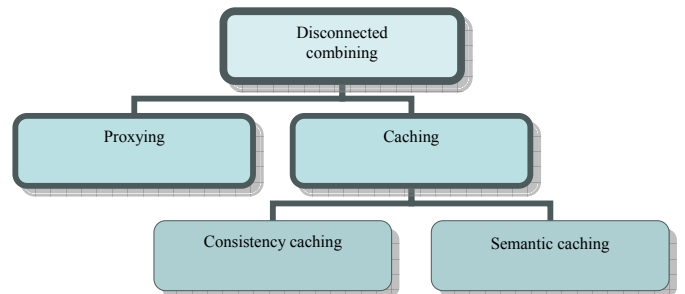 Disconnected
combining
Proxying
Caching
Consistency caching
Semantic caching